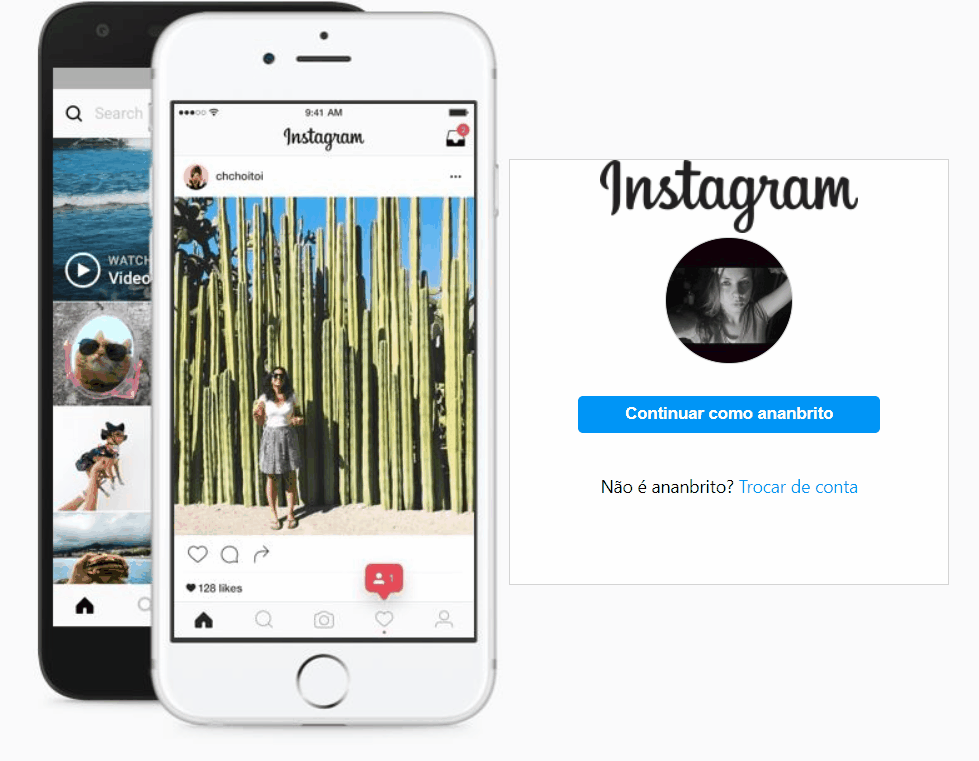 Search
WATCH
Video
9:41 AM
Instagram
2
chchoitoi
1
128 likes
Instagram
Continuar como ananbrito
Não é ananbrito? Trocar de conta